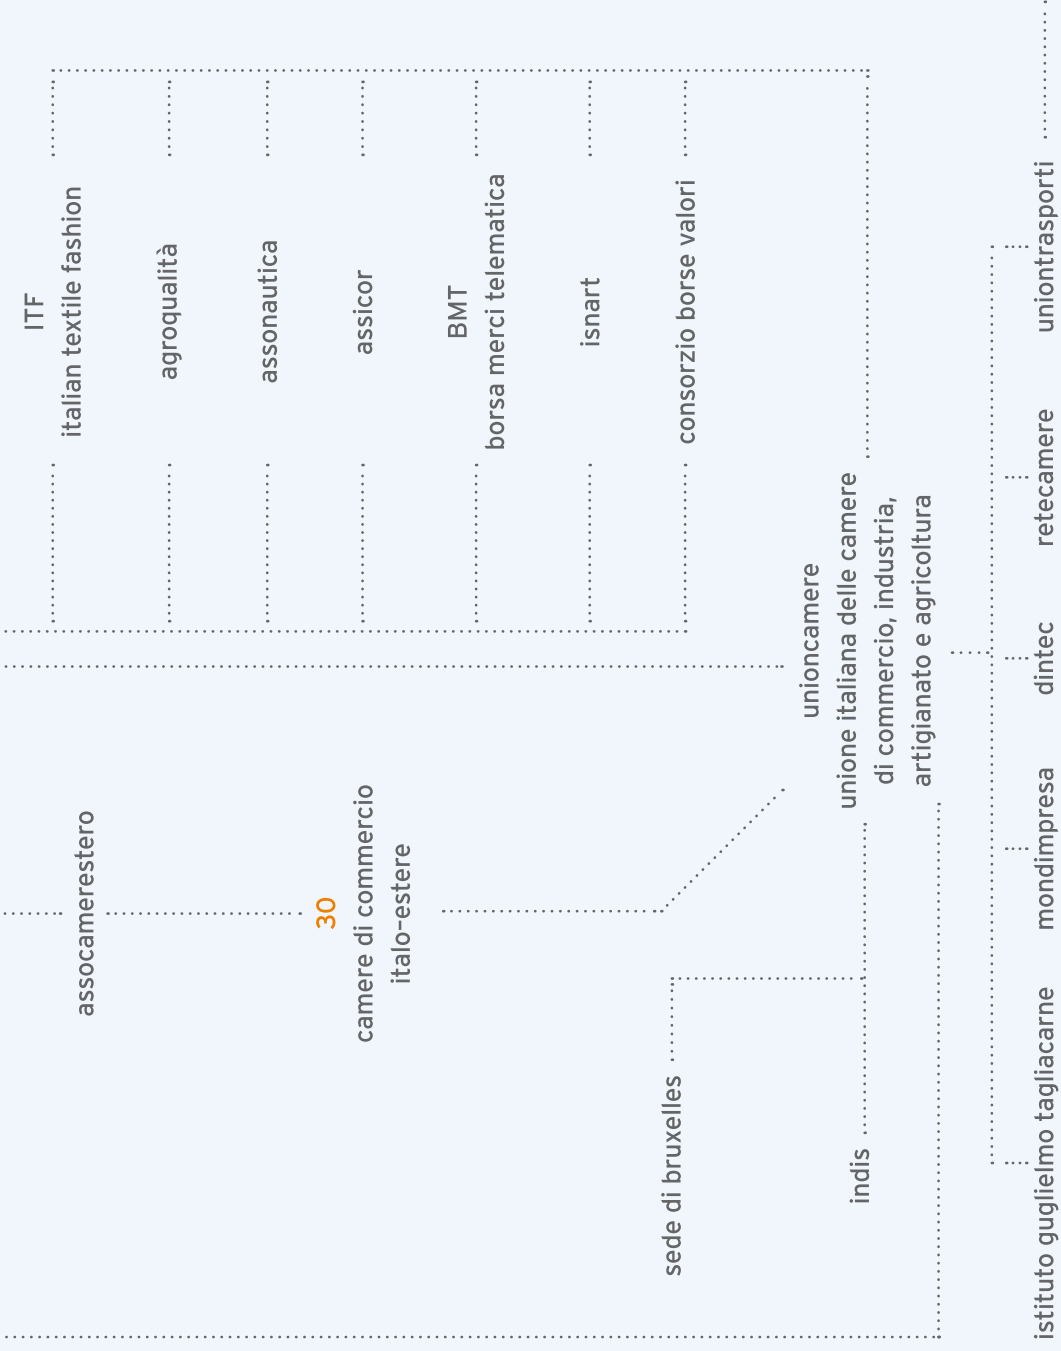 ITF
italian textile fashion
agroqualità
assonautica
assicor
BMT
borsa merci telematica
isnart
consorzio borse valori
assocamerestero
30
camere di commercio
italo-estere
unioncamere
unione italiana delle camere
di commercio, industria,
artigianato e agricoltura
sede di bruxelles
indis
istituto guglielmo tagliacarne
mondimpresa
dintec
retecamere
uniontrasporti